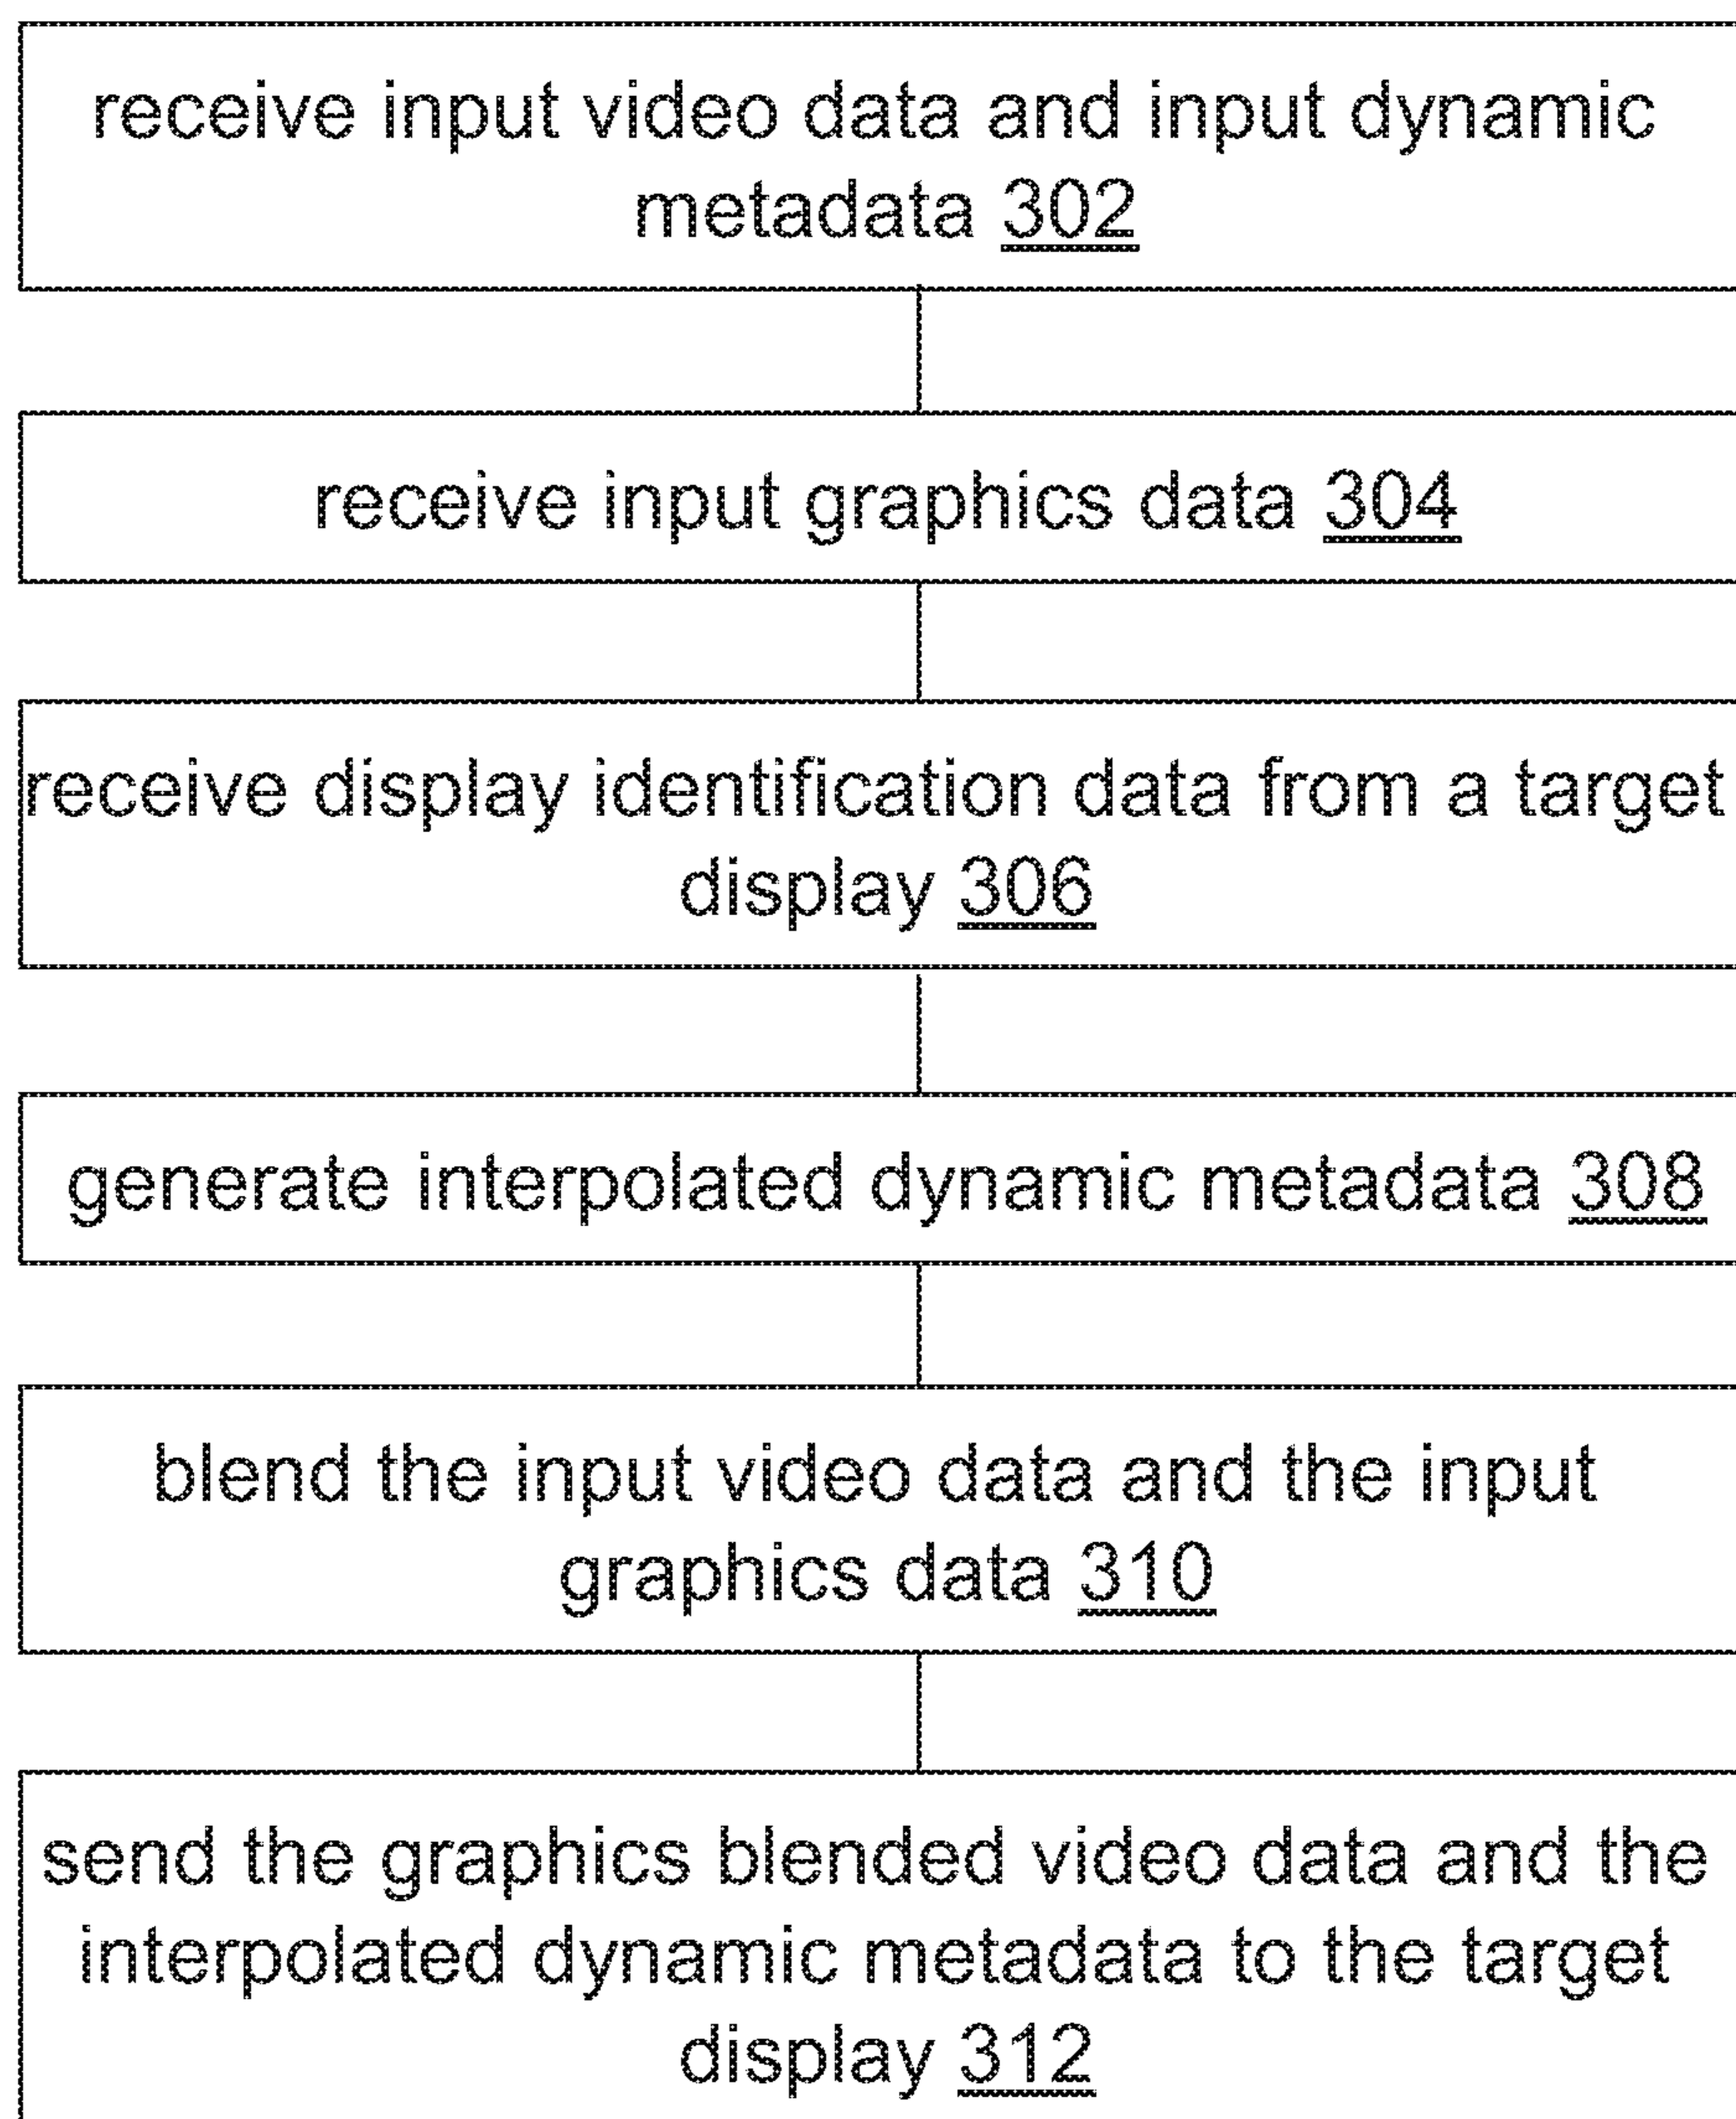 receive input video data and input dynamic
metadata 302
receive input graphics data 304
receive display identification data from a target
display 306
generate interpolated dynamic metadata 308
blend the input video data and the input
graphics data 310
send the graphics blended video data and the
interpolated dynamic metadata to the target
display 312